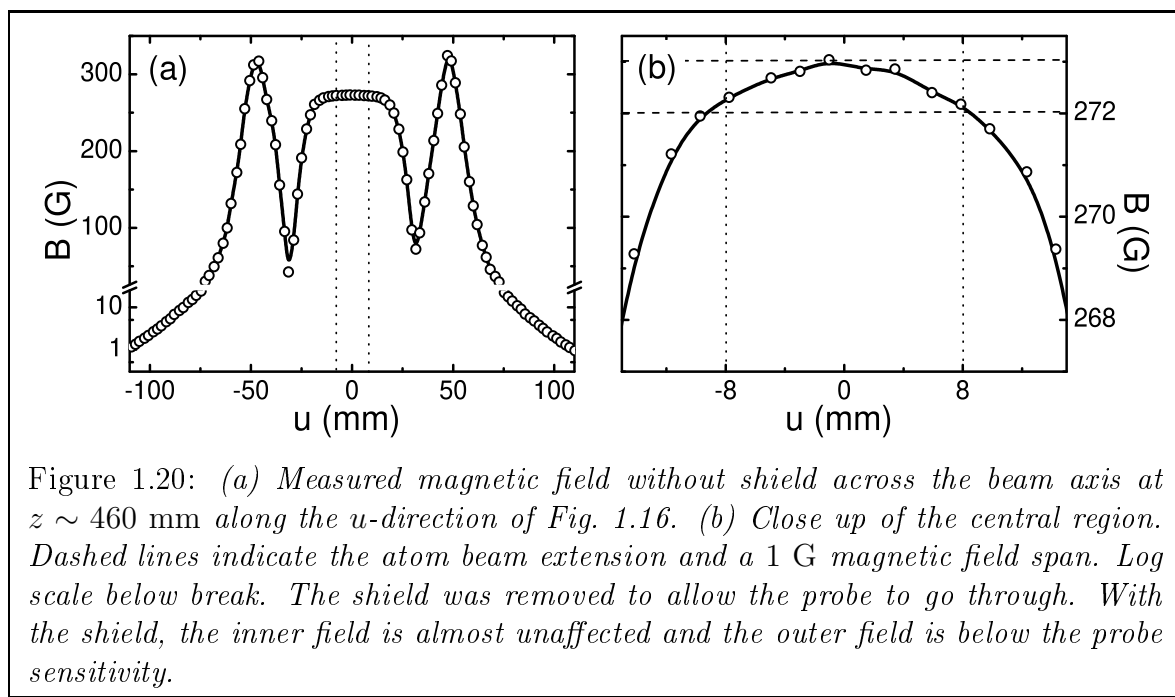 (a)
B (G)
300
200
100
10
1
-100
-50
0
50
100
u (mm)
(b)
272
270
268
B (G)
-8
0
8
u (mm)
Figure 1.20: (a) Measured magnetic field without shield across the beam axis at
z ∼ 460 mm along the u-direction of Fig. 1.16. (b) Close up of the central region.
Dashed lines indicate the atom beam extension and a 1 G magnetic field span. Log
scale below break. The shield was removed to allow the probe to go through. With
the shield, the inner field is almost unaffected and the outer field is below the probe
sensitivity.